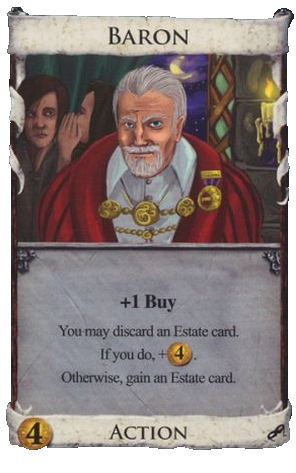 BARON
+1 Buy
You may discard an Estate card.
If you do, +4.
Otherwise, gain an Estate card.
4 ACTION